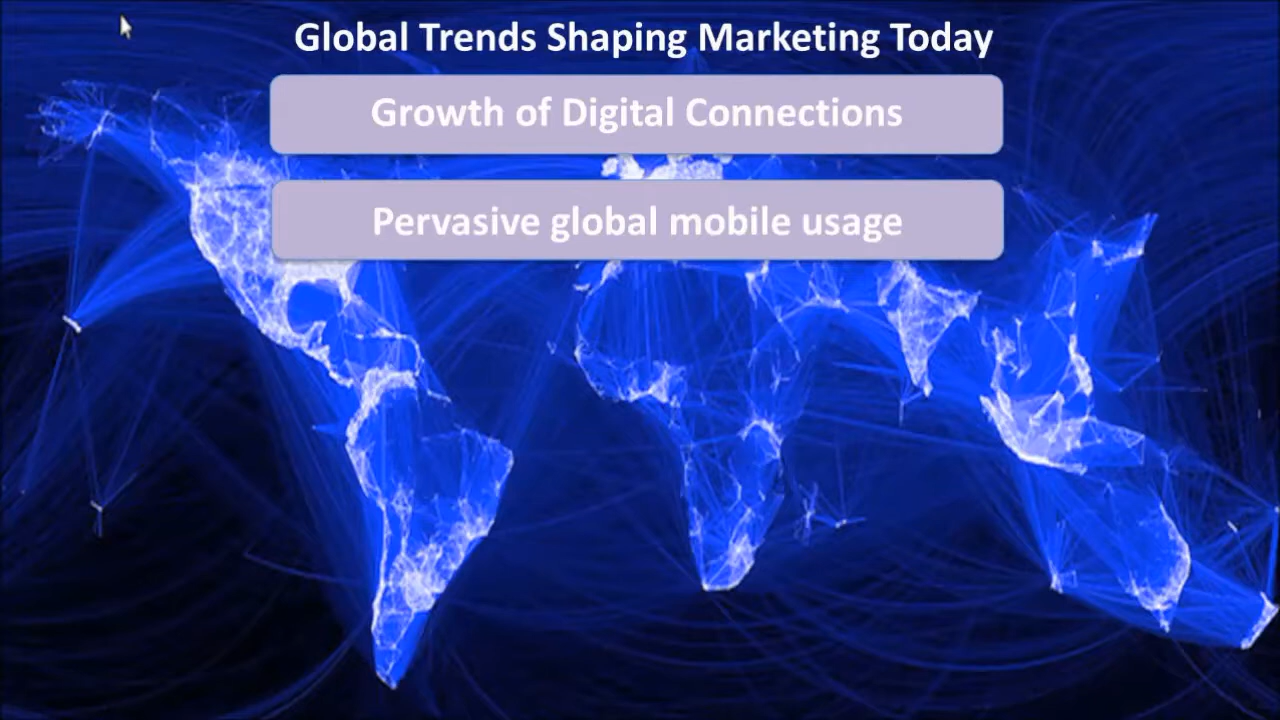 Global Trends Shaping Marketing Today
Growth of Digital Connections
Pervasive global mobile usage